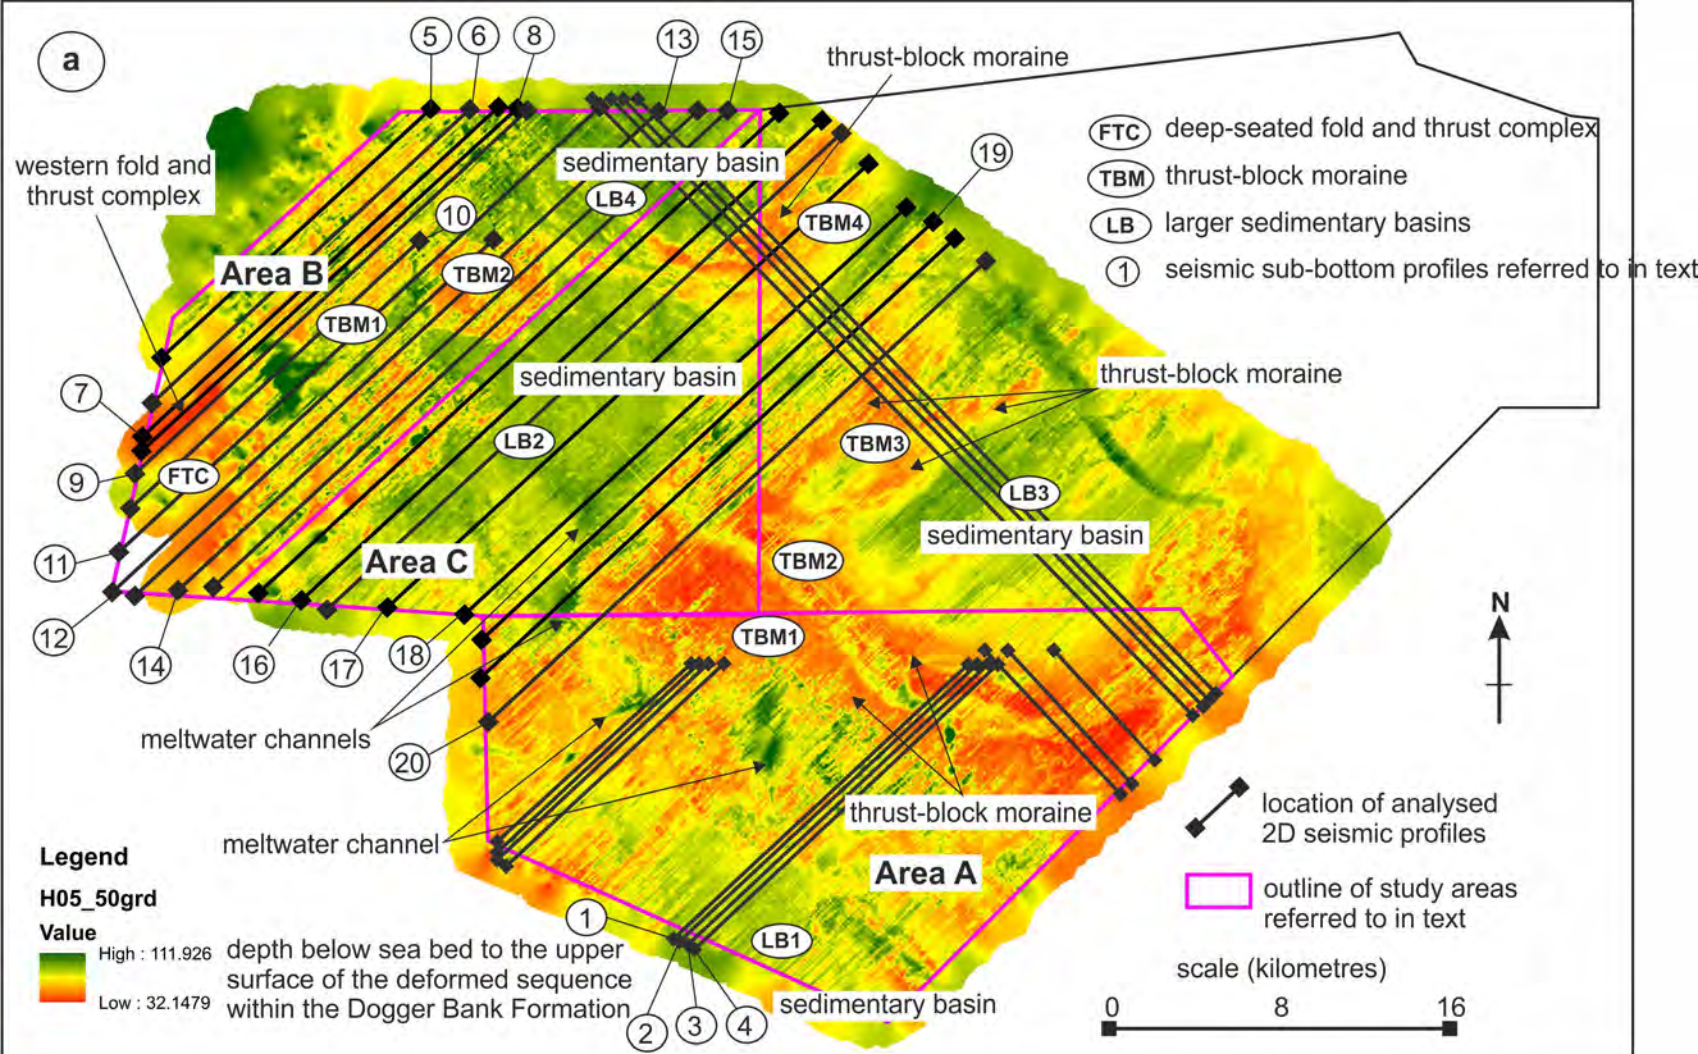 a
5
6
8
13
15
thrust-block moraine
FTC deep-seated fold and thrust complex
TBM thrust-block moraine
LB larger sedimentary basins
1 seismic sub-bottom profiles referred to in text
19
western fold and
thrust complex
sedimentary basin
LB4
10
TBM4
Area B
TBM2
TBM1
sedimentary basin
thrust-block moraine
7
LB2
TBM3
9
FTC
LB3
sedimentary basin
11
Area C
TBM2
N
12
14
16
17
18
TBM1
meltwater channels
20
meltwater channel
thrust-block moraine
location of analysed
2D seismic profiles
Area A
outline of study areas
referred to in text
1
LB1
Legend
H05_50grd
Value
High : 111.926
Low : 32.1479
depth below sea bed to the upper
surface of the deformed sequence
within the Dogger Bank Formation
2
3
4
sedimentary basin
scale (kilometres)
0 8 16